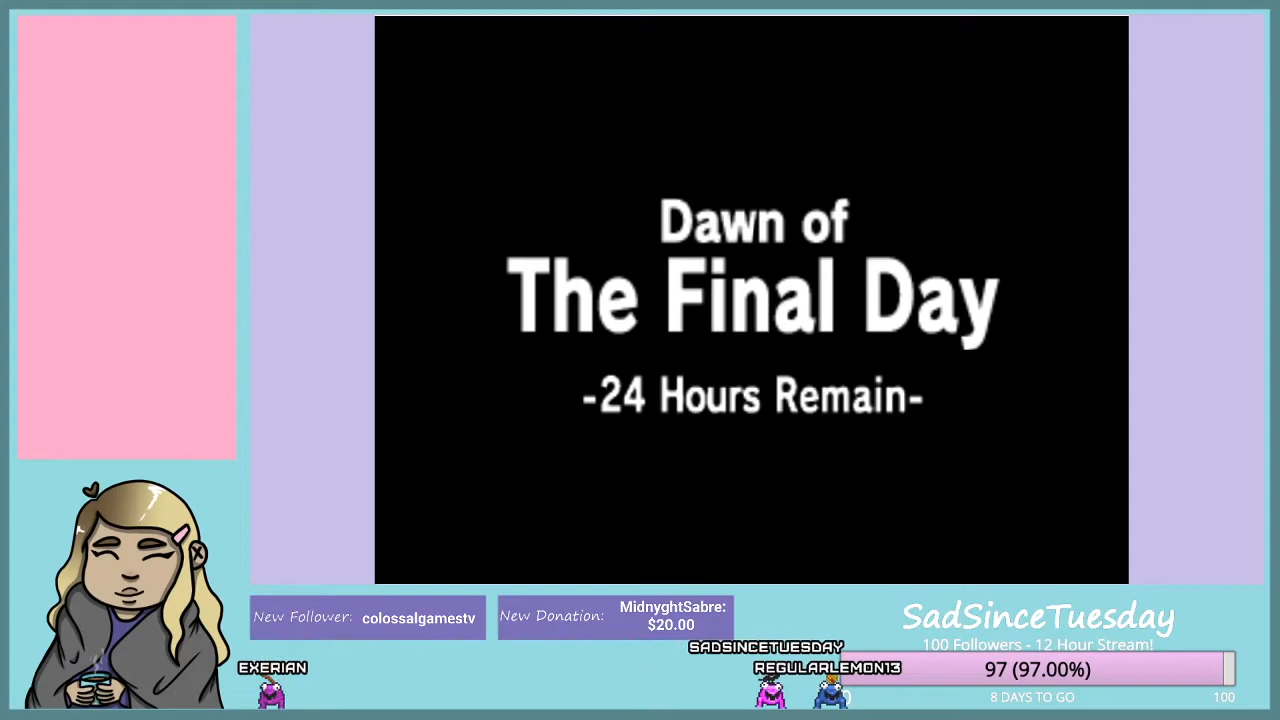 Dawn of
The Final Day
-24 Hours Remain-
New Follower: colossalgamestv
New Donation: MidnyghtSabre:
$20.00
SadSinceTuesday
100 Followers - 12 Hour Stream!
97 (97.00%)
0
8 DAYS TO GO
100
SADSINCETUESDAY
EXERIAN
REGULARLEMON13